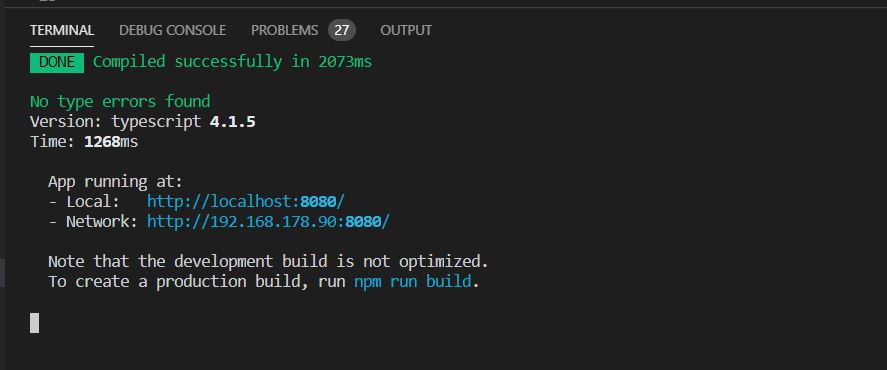 TERMINAL DEBUG CONSOLE PROBLEMS 27 OUTPUT
DONE Compiled successfully in 2073ms
No type errors found
Version: typescript 4.1.5
Time: 1268ms
App running at:
- Local: http://localhost:8080/
- Network: http://192.168.178.90:8080/
Note that the development build is not optimized.
To create a production build, run npm run build.